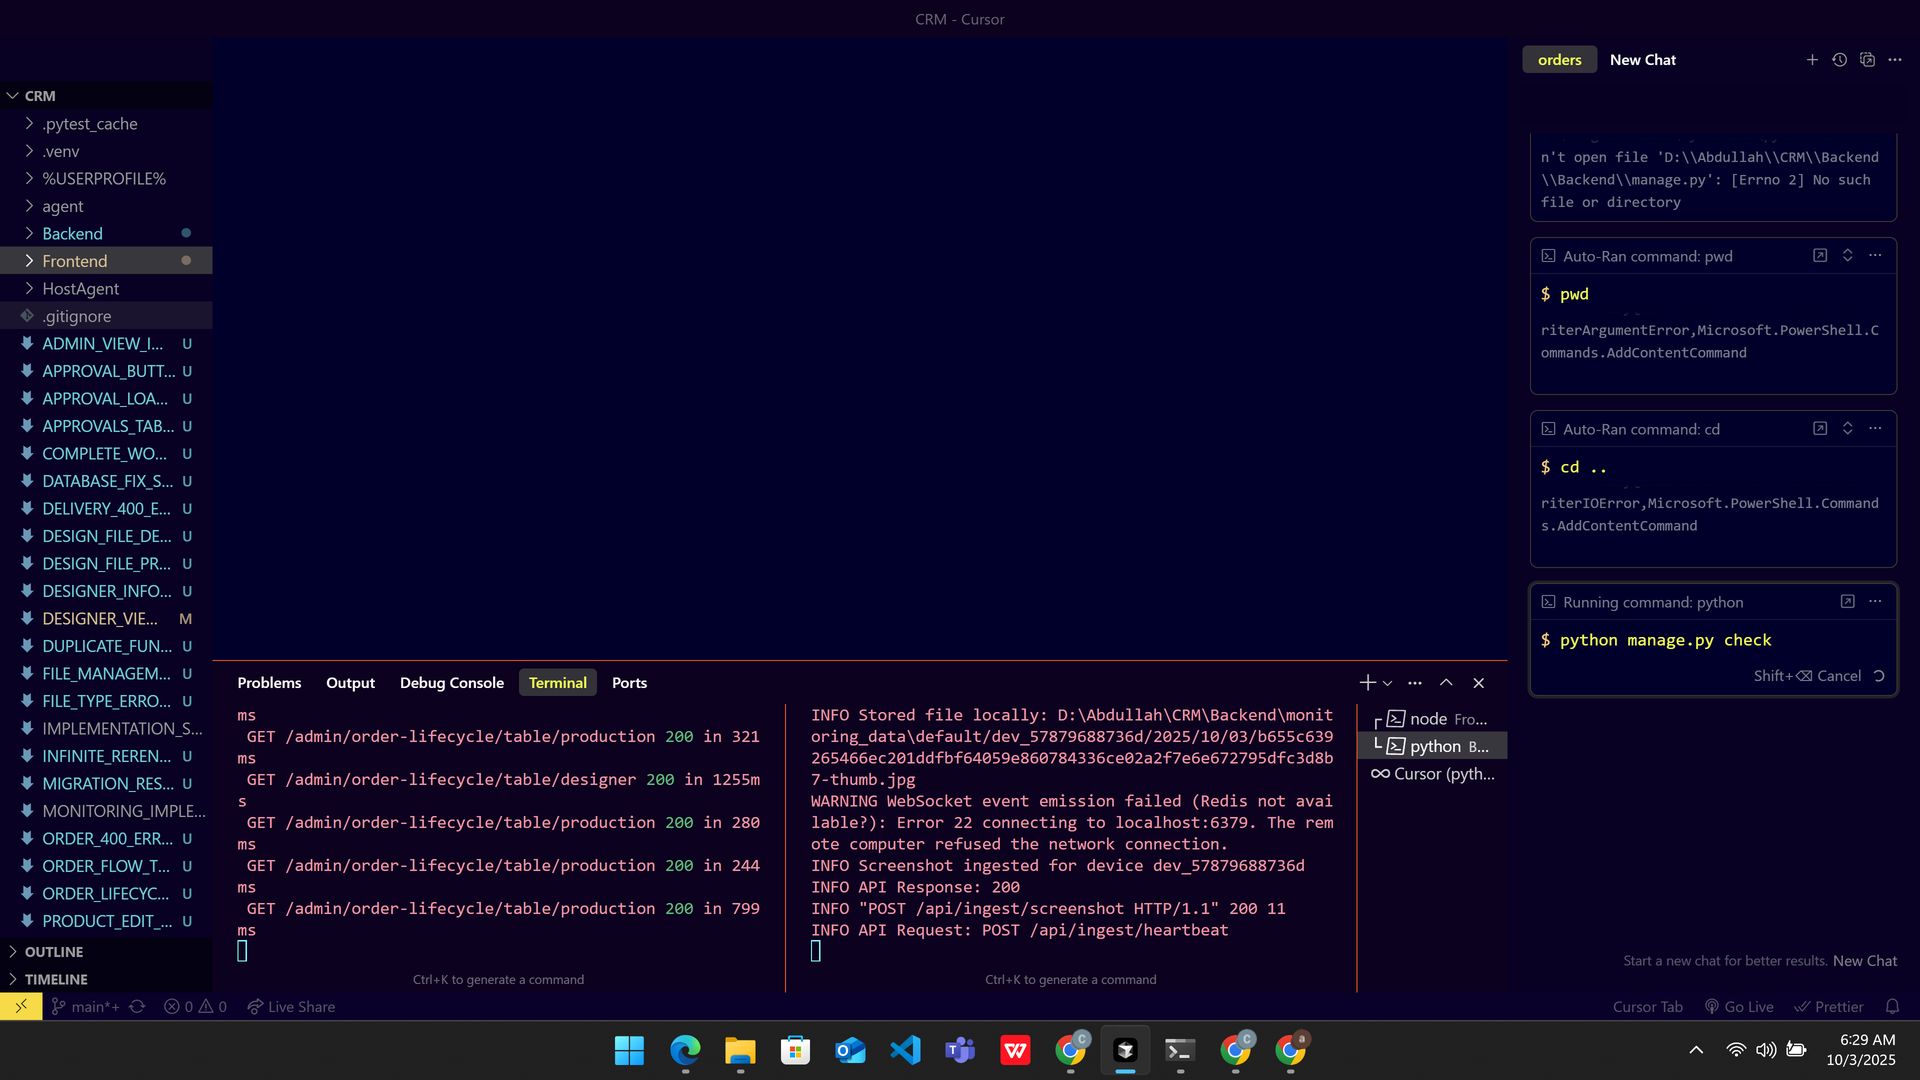 CRM - Cursor
CRM
.pytest_cache
.venv
%USERPROFILE%
agent
Backend
Frontend
HostAgent
.gitignore
ADMIN_VIEW_I... U
APPROVAL_BUTT... U
APPROVAL_LOA... U
APPROVALS_TAB... U
COMPLETE_WO... U
DATABASE_FIX_S... U
DELIVERY_400_E... U
DESIGN_FILE_DE... U
DESIGN_FILE_PR... U
DESIGNER_INFO... U
DESIGNER_VIE... M
DUPLICATE_FUN... U
FILE_MANAGEM... U
FILE_TYPE_ERRO... U
IMPLEMENTATION_S...
INFINITE_REREN... U
MIGRATION_RES... U
MONITORING_IMPLE...
ORDER_400_ERR... U
ORDER_FLOW_T... U
ORDER_LIFECYC... U
PRODUCT_EDIT_... U
OUTLINE
TIMELINE
Problems Output Debug Console Terminal Ports
ms
GET /admin/order-lifecycle/table/production 200 in 321
ms
GET /admin/order-lifecycle/table/designer 200 in 1255m
s
GET /admin/order-lifecycle/table/production 200 in 280
ms
GET /admin/order-lifecycle/table/production 200 in 244
ms
GET /admin/order-lifecycle/table/production 200 in 799
ms
Ctrl+K to generate a command
INFO Stored file locally: D:\Abdullah\CRM\Backend\monit
oring_data\default/dev_57879688736d/2025/10/03/b655c639
265466ec201ddfbf64059e860784336ce02a2f7e6e672795dfc3d8b
7-thumb.jpg
WARNING WebSocket event emission failed (Redis not avai
lable?): Error 22 connecting to localhost:6379. The rem
ote computer refused the network connection.
INFO Screenshot ingested for device dev_57879688736d
INFO API Response: 200
INFO "POST /api/ingest/screenshot HTTP/1.1" 200 11
INFO API Request: POST /api/ingest/heartbeat
Ctrl+K to generate a command
node Fro...
python B...
Cursor (pyth...
orders New Chat
n't open file 'D:\\Abdullah\\CRM\\Backend
\\Backend\\manage.py': [Errno 2] No such
file or directory
Auto-Ran command: pwd
$ pwd
riterArgumentError,Microsoft.PowerShell.C
ommands.AddContentCommand
Auto-Ran command: cd
$ cd ..
riterIOError,Microsoft.PowerShell.Command
s.AddContentCommand
Running command: python
$ python manage.py check
Shift+⌫ Cancel
Start a new chat for better results. New Chat
main*+ 0 0 Live Share
Cursor Tab Go Live Prettier
6:29 AM
10/3/2025